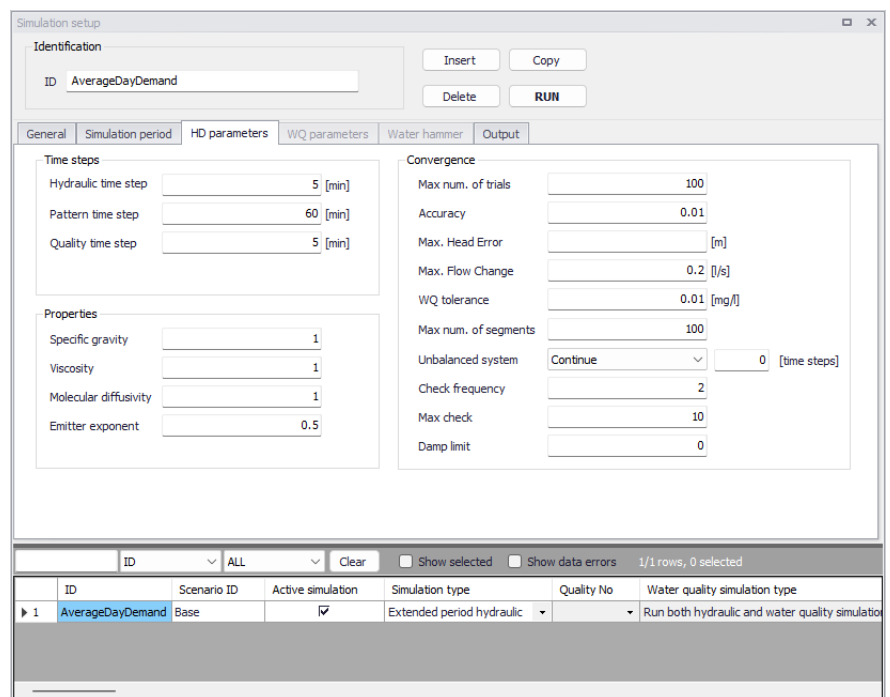 Simulation setup
Identification
ID AverageDayDemand
Insert Copy
Delete RUN
General Simulation period HD parameters WQ parameters Water hammer Output
Time steps
Hydraulic time step 5 [min]
Pattern time step 60 [min]
Quality time step 5 [min]
Properties
Specific gravity 1
Viscosity 1
Molecular diffusivity 1
Emitter exponent 0.5
Convergence
Max num. of trials 100
Accuracy 0.01
Max. Head Error [m]
Max. Flow Change 0.2 [l/s]
WQ tolerance 0.01 [mg/l]
Max num. of segments 100
Unbalanced system Continue 0 [time steps]
Check frequency 2
Max check 10
Damp limit 0
ID ALL Clear Show selected Show data errors 1/1 rows, 0 selected
ID Scenario ID Active simulation Simulation type Quality No Water quality simulation type
1 AverageDayDemand Base Extended period hydraulic Run both hydraulic and water quality simulation